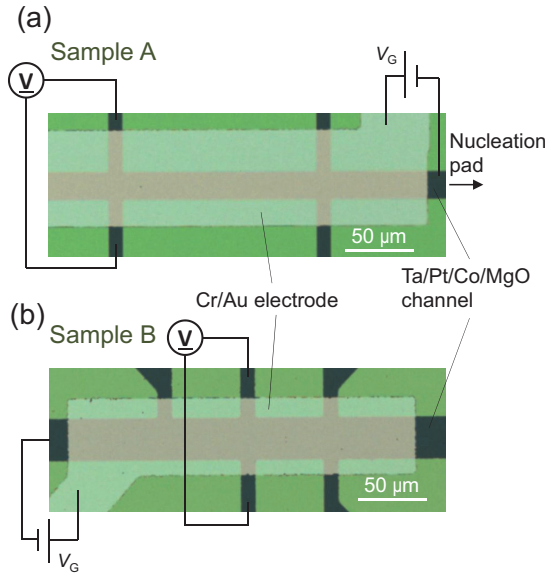 (a)
Sample A
V
V_G
Nucleation
pad
50 µm
Cr/Au electrode
Ta/Pt/Co/MgO
channel
(b)
Sample B
V
50 µm
V_G